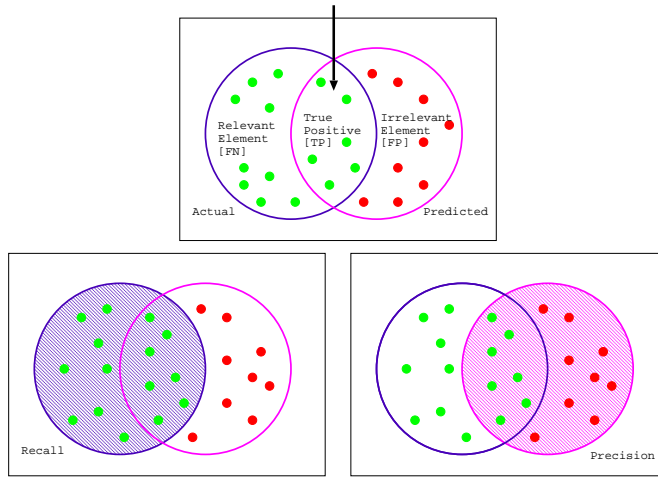 Relevant
Element
[FN]
True
Positive
[TP]
Irrelevant
Element
[FP]
Actual
Predicted
Recall
Precision